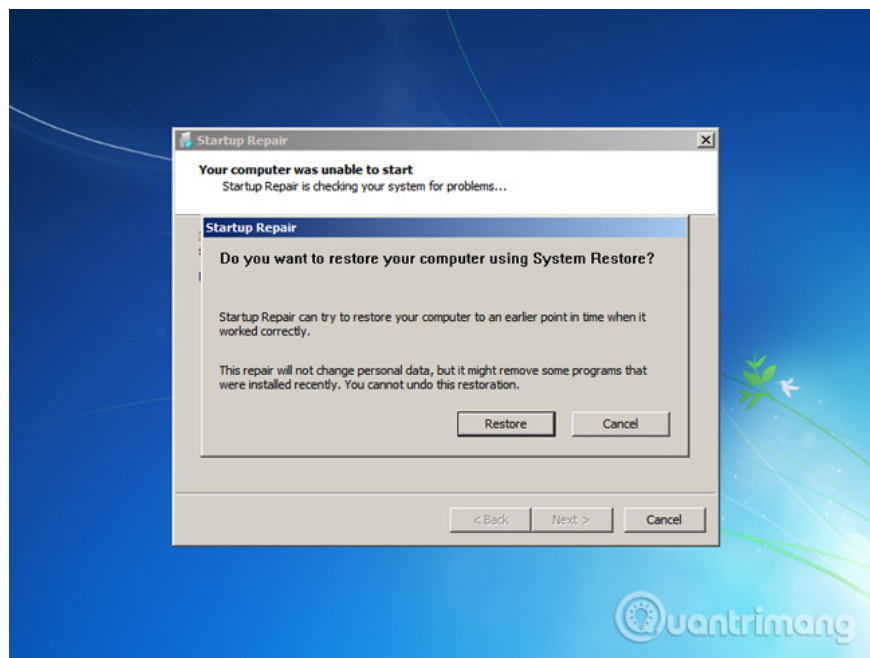 Startup Repair
Your computer was unable to start
Startup Repair is checking your system for problems...
Startup Repair
Do you want to restore your computer using System Restore?
Startup Repair can try to restore your computer to an earlier point in time when it
worked correctly.
This repair will not change personal data, but it might remove some programs that
were installed recently. You cannot undo this restoration.
Restore Cancel
< Back Next > Cancel
Quantrimang